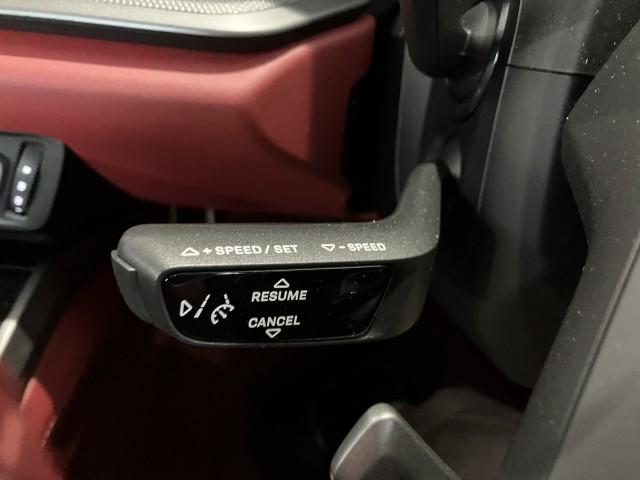 + SPEED / SET - SPEED
RESUME
CANCEL